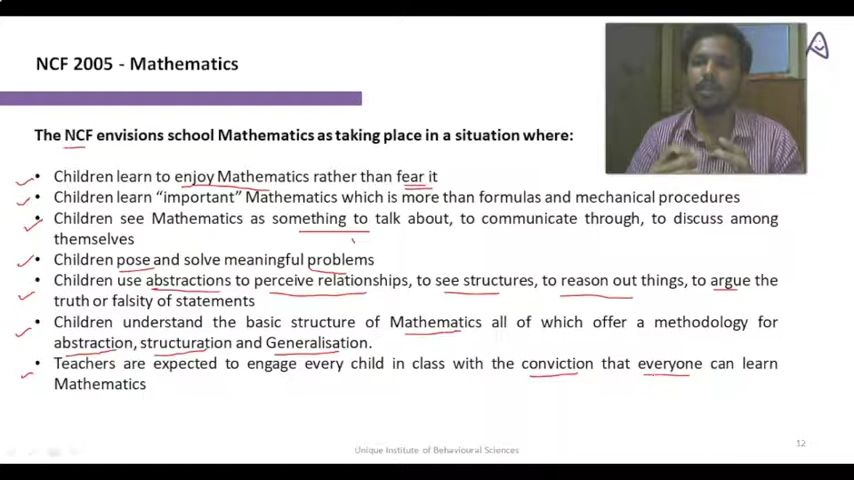 NCF 2005 - Mathematics
The NCF envisions school Mathematics as taking place in a situation where:
• Children learn to enjoy Mathematics rather than fear it
• Children learn “important” Mathematics which is more than formulas and mechanical procedures
• Children see Mathematics as something to talk about, to communicate through, to discuss among
themselves
• Children pose and solve meaningful problems
• Children use abstractions to perceive relationships, to see structures, to reason out things, to argue the
truth or falsity of statements
• Children understand the basic structure of Mathematics all of which offer a methodology for
abstraction, structuration and Generalisation.
• Teachers are expected to engage every child in class with the conviction that everyone can learn
Mathematics
Unique Institute of Behavioural Sciences
12